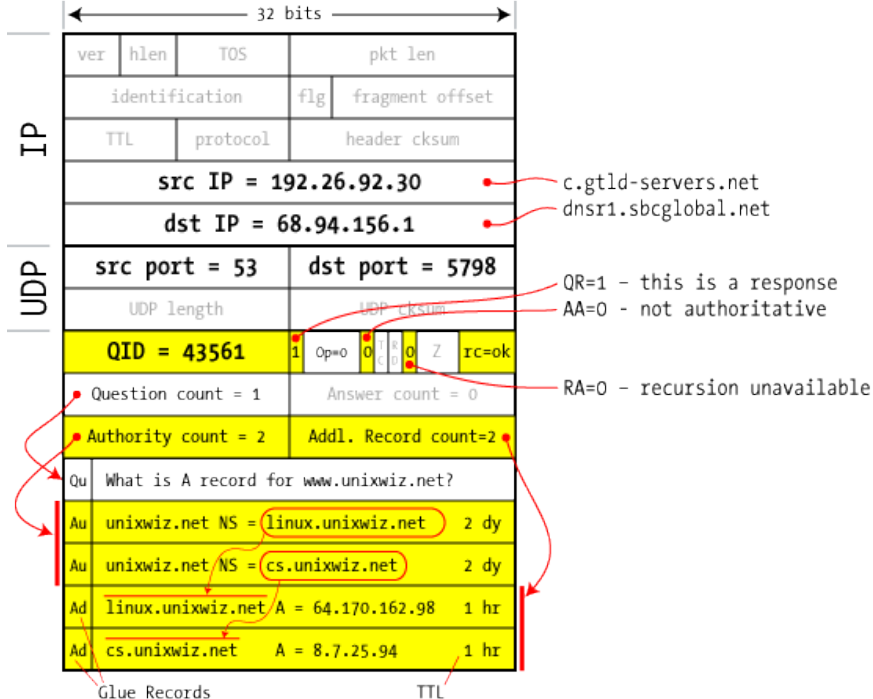 32 bits
ver hlen TOS pkt len
identification flg fragment offset
TTL protocol header cksum
IP
src IP = 192.26.92.30
c.gtld-servers.net
dst IP = 68.94.156.1
dnsr1.sbcglobal.net
UDP
src port = 53 dst port = 5798
QR=1 – this is a response
UDP length UDP cksum
AA=0 - not authoritative
QID = 43561 1 Op=0 0 TC RD 0 Z rc=ok
Question count = 1 Answer count = 0
RA=0 – recursion unavailable
Authority count = 2 Addl. Record count=2
Qu What is A record for www.unixwiz.net?
Au unixwiz.net NS = linux.unixwiz.net 2 dy
Au unixwiz.net NS = cs.unixwiz.net 2 dy
Ad linux.unixwiz.net A = 64.170.162.98 1 hr
Ad cs.unixwiz.net A = 8.7.25.94 1 hr
Glue Records TTL